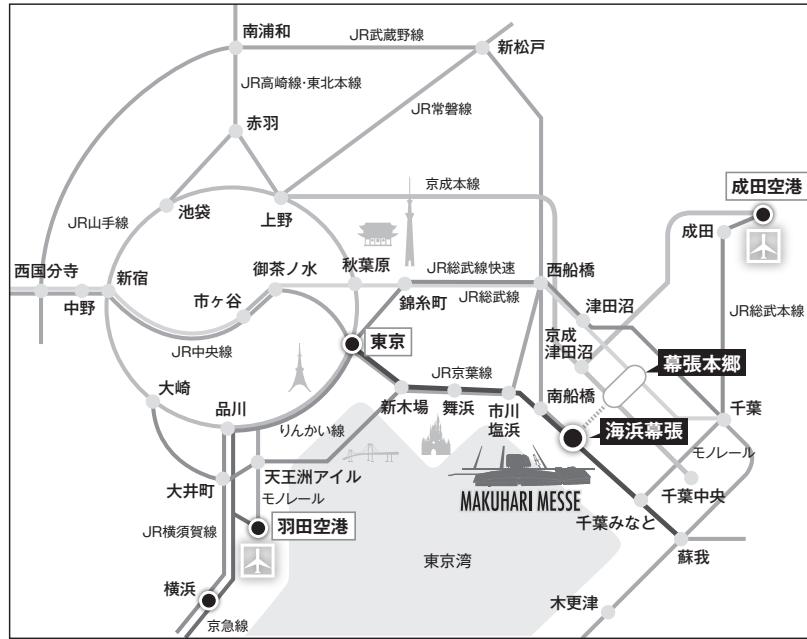 南浦和
JR武蔵野線
新松戸
JR高崎線・東北本線
JR常磐線
赤羽
京成本線
成田空港
池袋
上野
JR山手線
成田
西国分寺
新宿
御茶ノ水
秋葉原
JR総武線快速
西船橋
中野
市ヶ谷
錦糸町
JR総武線
津田沼
JR総武本線
東京
京成
津田沼
JR中央線
JR京葉線
幕張本郷
大崎
品川
新木場
舞浜
市川
塩浜
南船橋
海浜幕張
千葉
りんかい線
モノレール
天王洲アイル
大井町
モノレール
MAKUHARI MESSE
千葉中央
JR横須賀線
羽田空港
千葉みなと
東京湾
蘇我
横浜
木更津
京急線